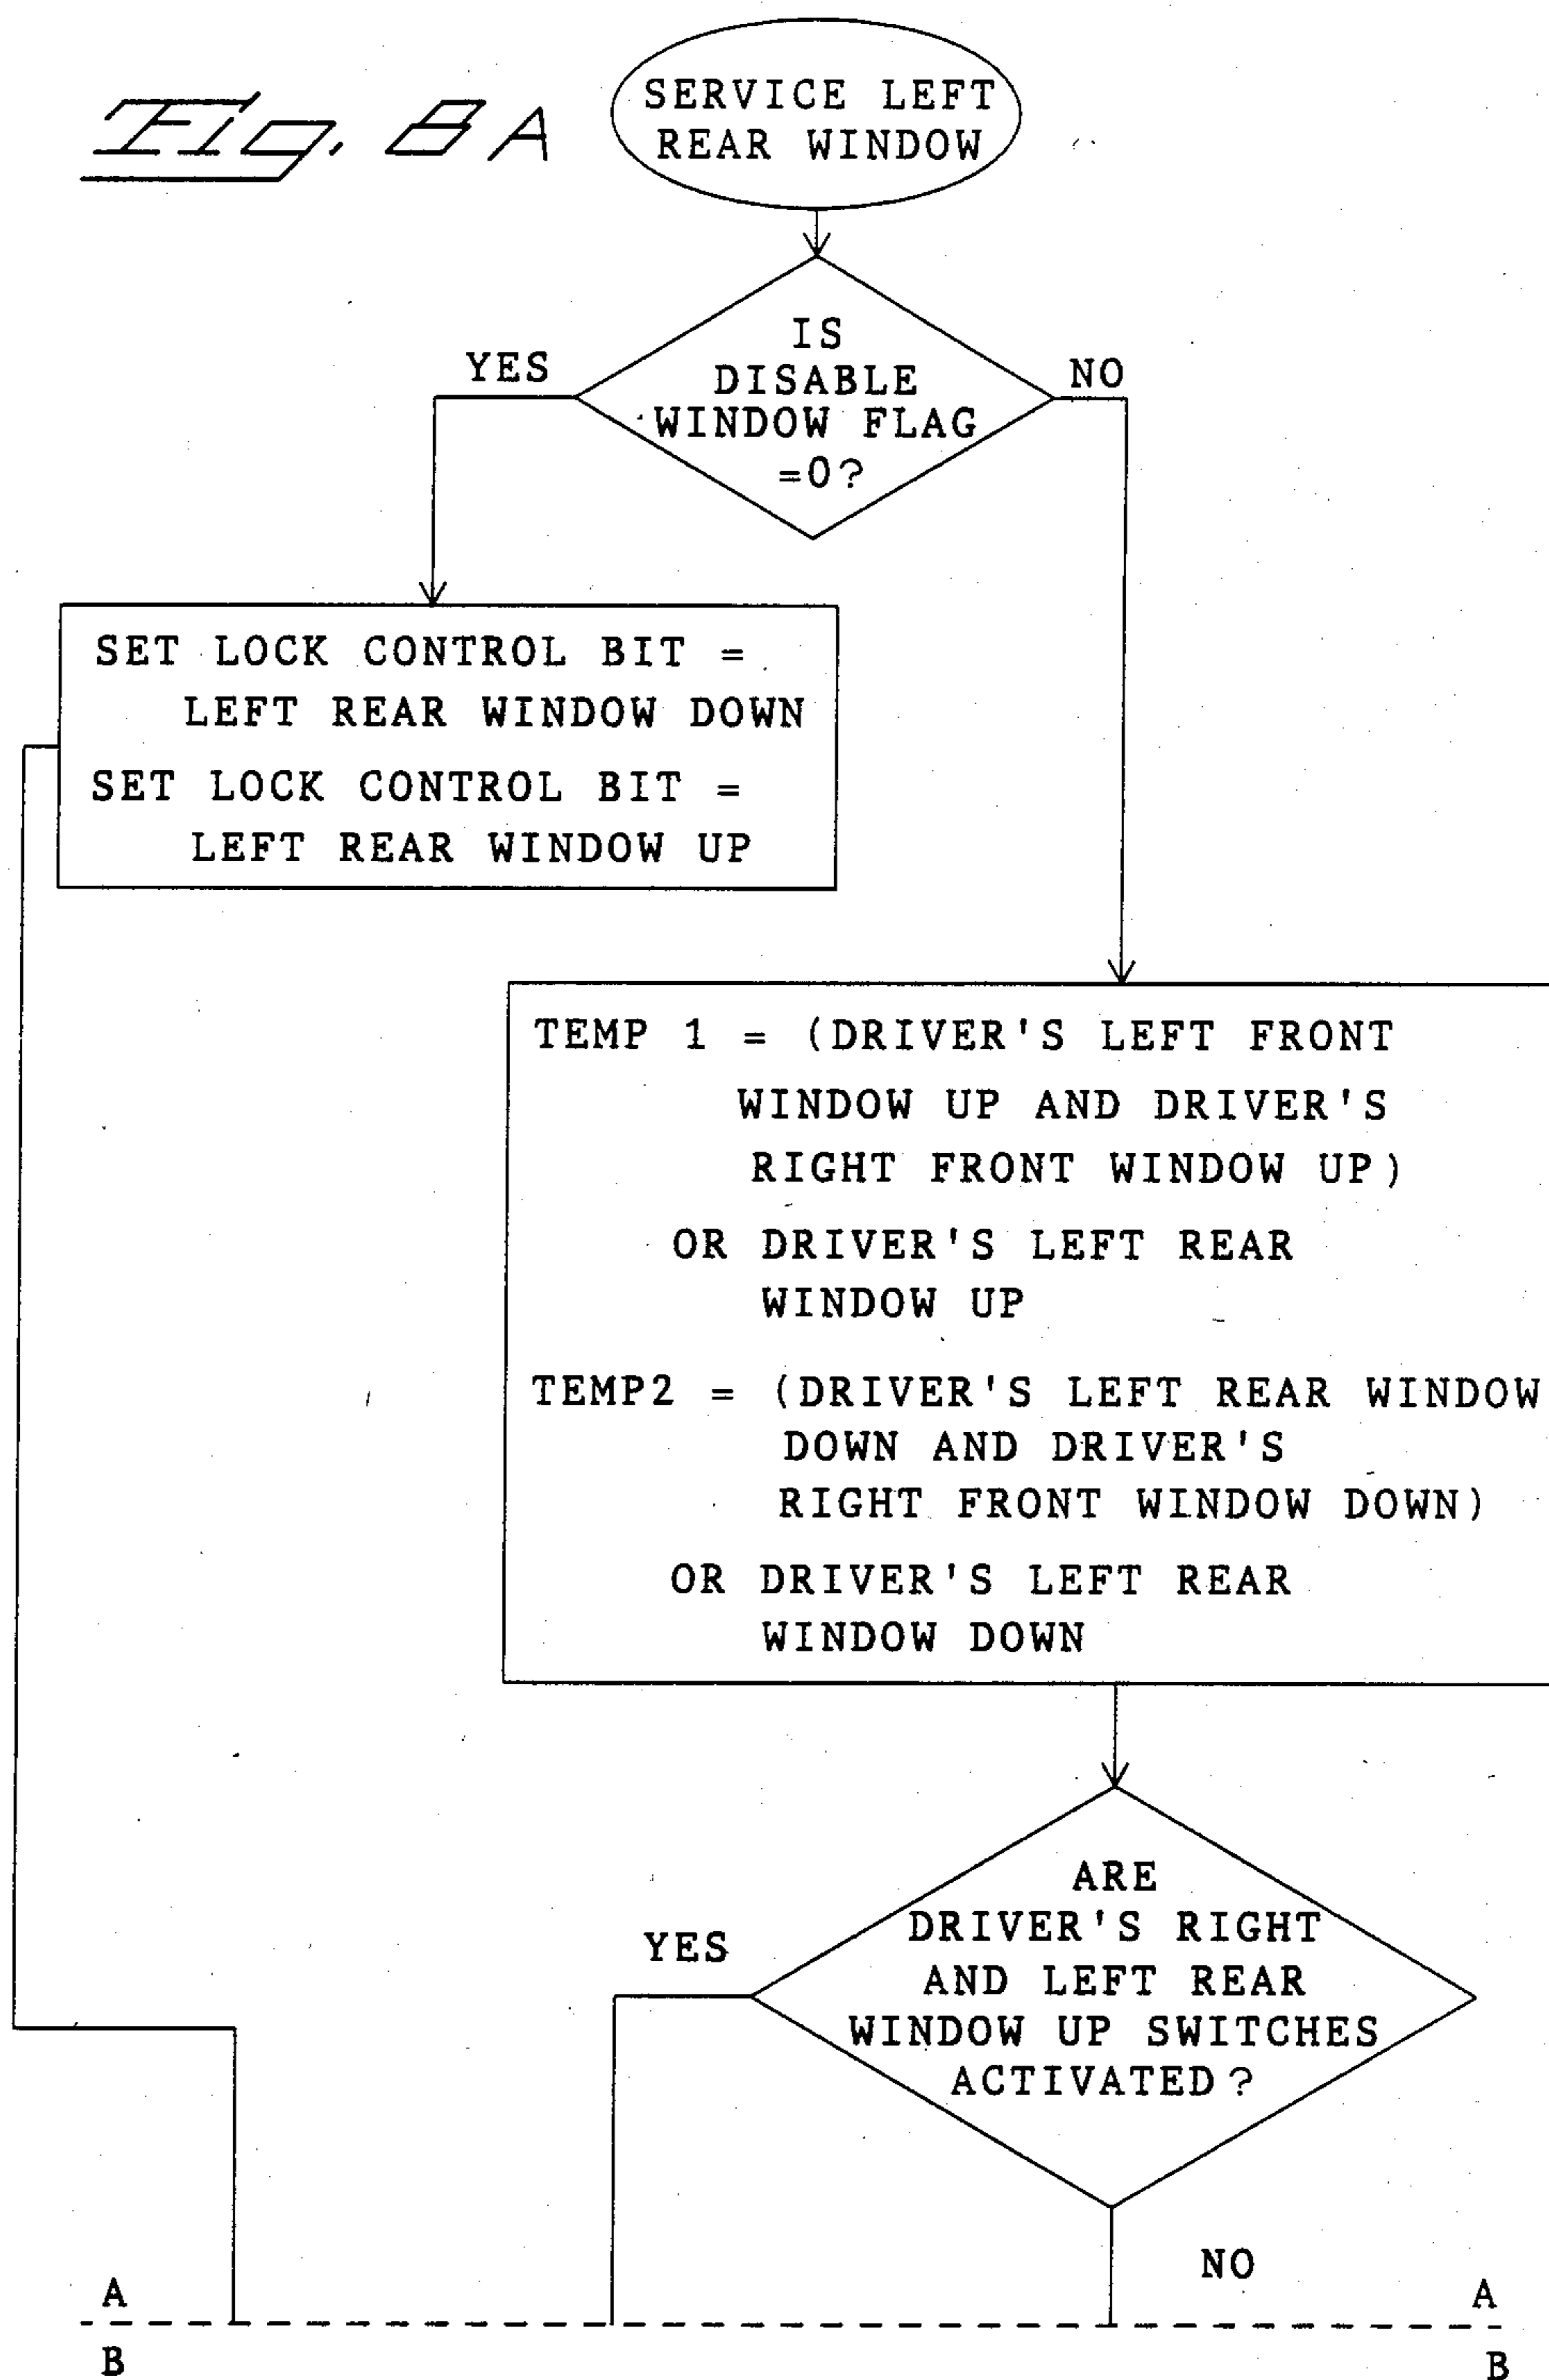 Fig. 8A
SERVICE LEFT
REAR WINDOW
IS
DISABLE
WINDOW FLAG
=0?
YES
NO
SET LOCK CONTROL BIT =
LEFT REAR WINDOW DOWN
SET LOCK CONTROL BIT =
LEFT REAR WINDOW UP
TEMP 1 = (DRIVER'S LEFT FRONT
WINDOW UP AND DRIVER'S
RIGHT FRONT WINDOW UP)
OR DRIVER'S LEFT REAR
WINDOW UP
TEMP2 = (DRIVER'S LEFT REAR WINDOW
DOWN AND DRIVER'S
RIGHT FRONT WINDOW DOWN)
OR DRIVER'S LEFT REAR
WINDOW DOWN
ARE
DRIVER'S RIGHT
AND LEFT REAR
WINDOW UP SWITCHES
ACTIVATED?
YES
NO
A
A
B
B